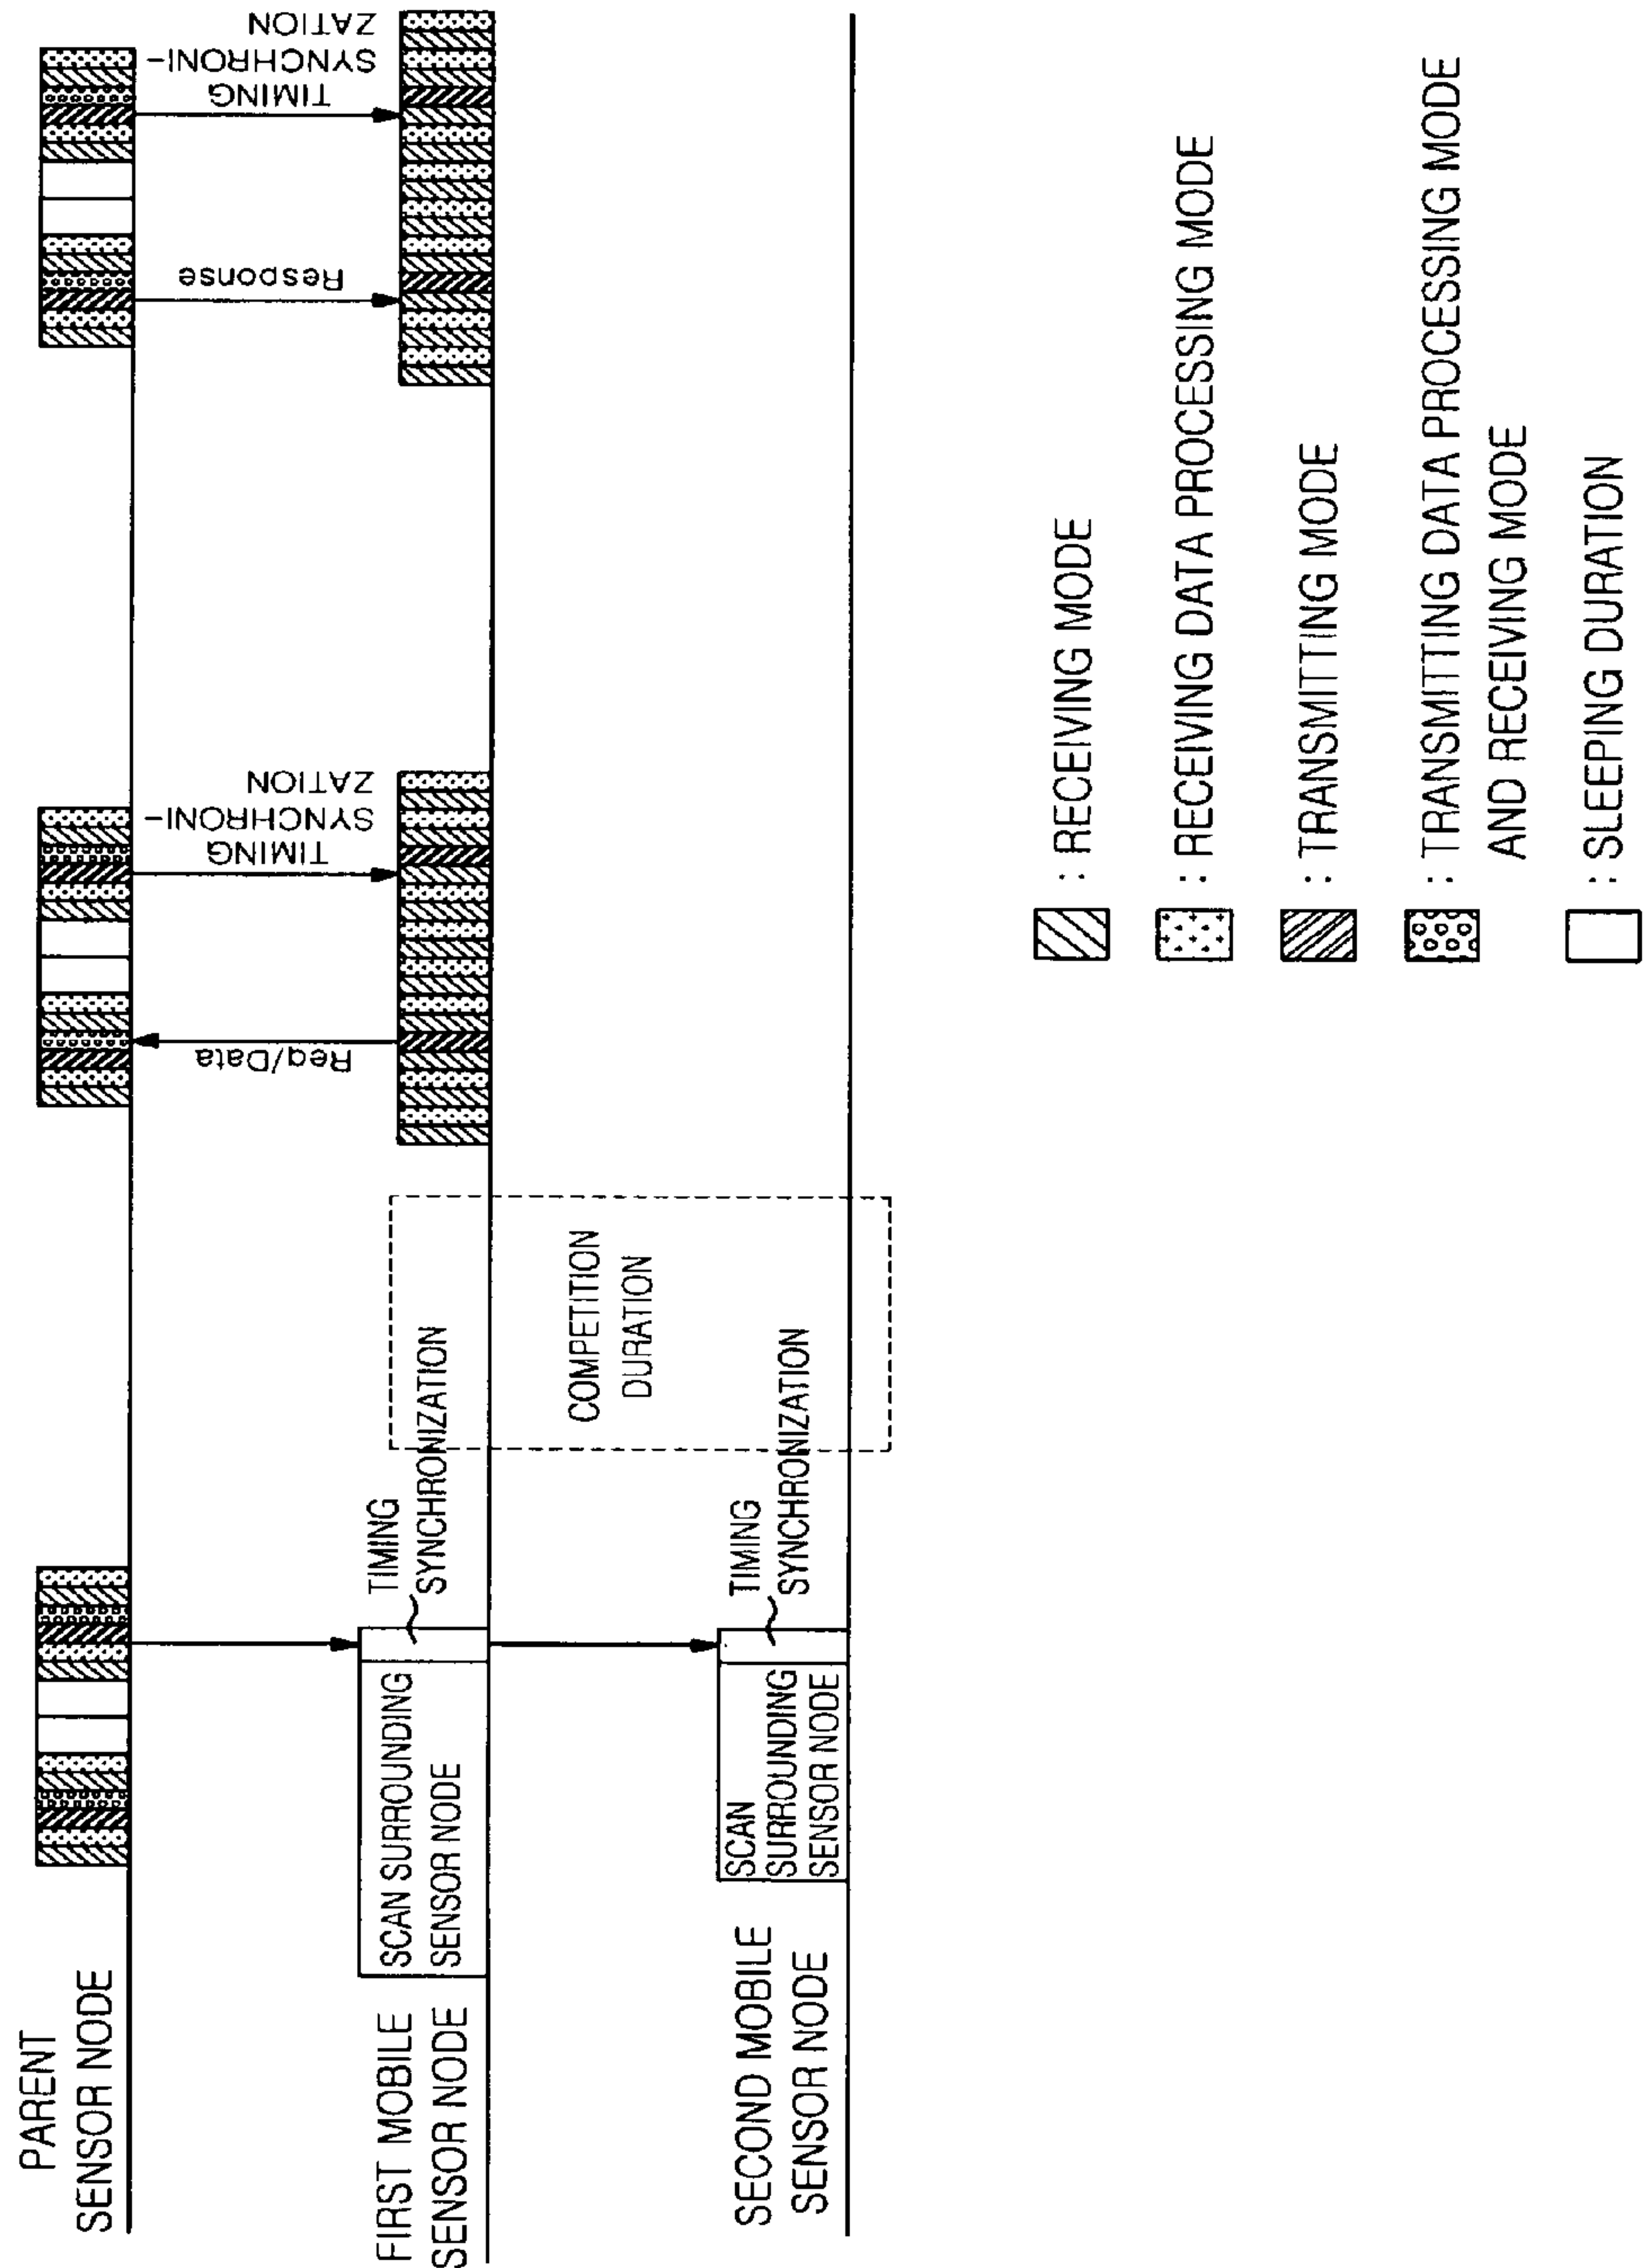 PARENT
SENSOR NODE
FIRST MOBILE
SENSOR NODE
SCAN SURROUNDING
SENSOR NODE
TIMING
SYNCHRONIZATION
SECOND MOBILE
SENSOR NODE
SCAN
SURROUNDING
SENSOR NODE
TIMING
SYNCHRONIZATION
COMPETITION
DURATION
Req/Data
TIMING
SYNCHRONI-
ZATION
Response
TIMING
SYNCHRONI-
ZATION
: RECEIVING MODE
: RECEIVING DATA PROCESSING MODE
: TRANSMITTING MODE
: TRANSMITTING DATA PROCESSING MODE
AND RECEIVING MODE
: SLEEPING DURATION